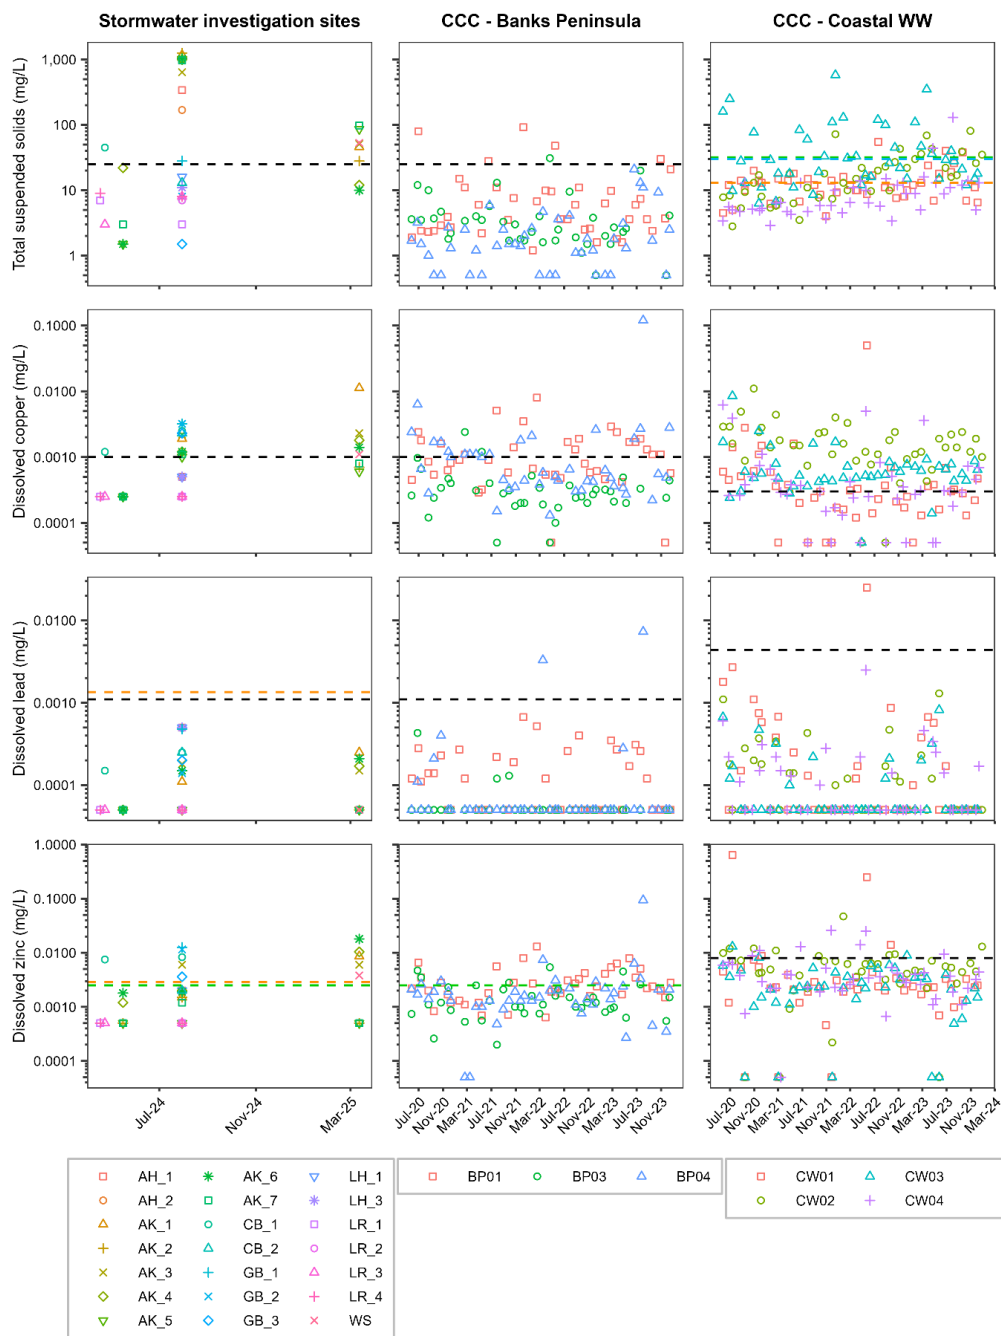 Stormwater investigation sites
CCC - Banks Peninsula
CCC - Coastal WW
Total suspended solids (mg/L)
1,000
100
10
1
Dissolved copper (mg/L)
0.1000
0.0100
0.0010
0.0001
Dissolved lead (mg/L)
0.0100
0.0010
0.0001
Dissolved zinc (mg/L)
1.0000
0.1000
0.0100
0.0010
0.0001
Jul-24
Nov-24
Mar-25
Jul-20
Nov-20
Mar-21
Jul-21
Nov-21
Mar-22
Jul-22
Nov-22
Mar-23
Jul-23
Nov-23
Jul-20
Nov-20
Mar-21
Jul-21
Nov-21
Mar-22
Jul-22
Nov-22
Mar-23
Jul-23
Nov-23
Mar-24
AH_1
AH_2
AK_1
AK_2
AK_3
AK_4
AK_5
AK_6
AK_7
CB_1
CB_2
GB_1
GB_2
GB_3
LH_1
LH_3
LR_1
LR_2
LR_3
LR_4
WS
BP01
BP03
BP04
CW01
CW02
CW03
CW04